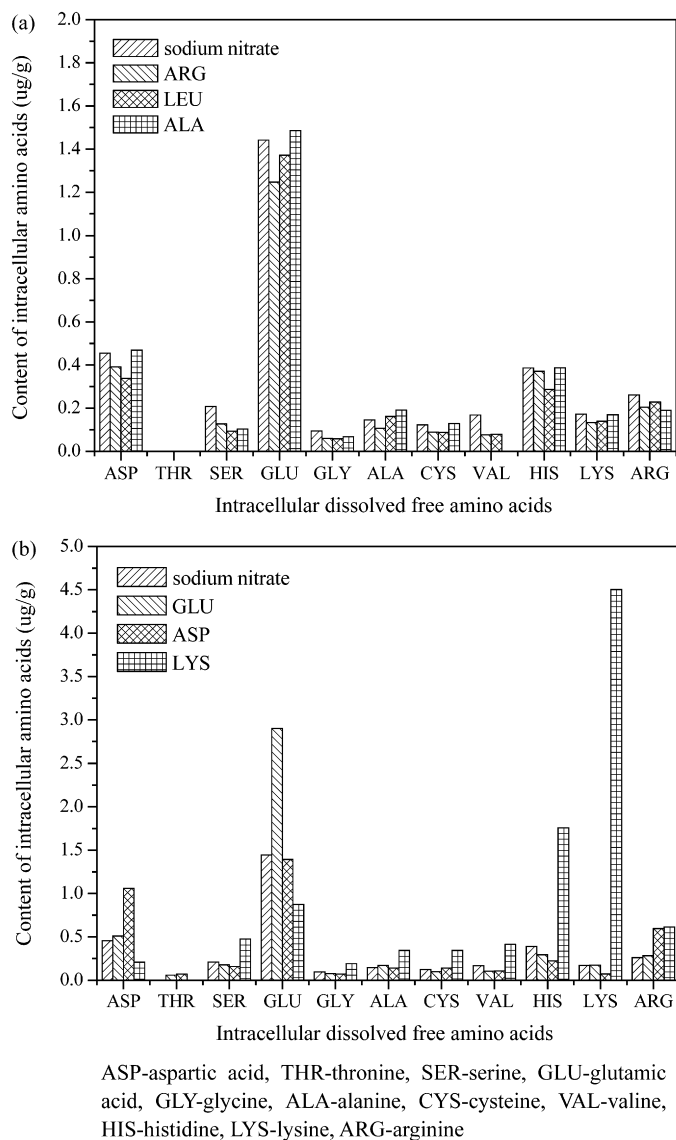 (a)
2.0
1.8
1.6
1.4
1.2
1.0
0.8
0.6
0.4
0.2
0.0
Content of intracellular amino acids (ug/g)
sodium nitrate
ARG
LEU
ALA
ASP THR SER GLU GLY ALA CYS VAL HIS LYS ARG
Intracellular dissolved free amino acids
(b)
5.0
4.5
4.0
3.5
3.0
2.5
2.0
1.5
1.0
0.5
0.0
Content of intracellular amino acids (ug/g)
sodium nitrate
GLU
ASP
LYS
ASP THR SER GLU GLY ALA CYS VAL HIS LYS ARG
Intracellular dissolved free amino acids
ASP-aspartic acid, THR-thronine, SER-serine, GLU-glutamic
acid, GLY-glycine, ALA-alanine, CYS-cysteine, VAL-valine,
HIS-histidine, LYS-lysine, ARG-arginine